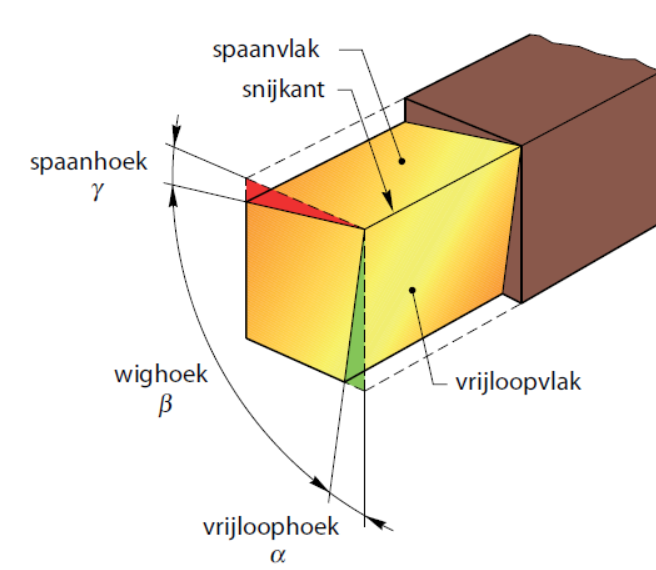 spaanvlak
snijkant
spaanhoek
γ
wighoek
β
vrijloopvlak
vrijloophoek
α